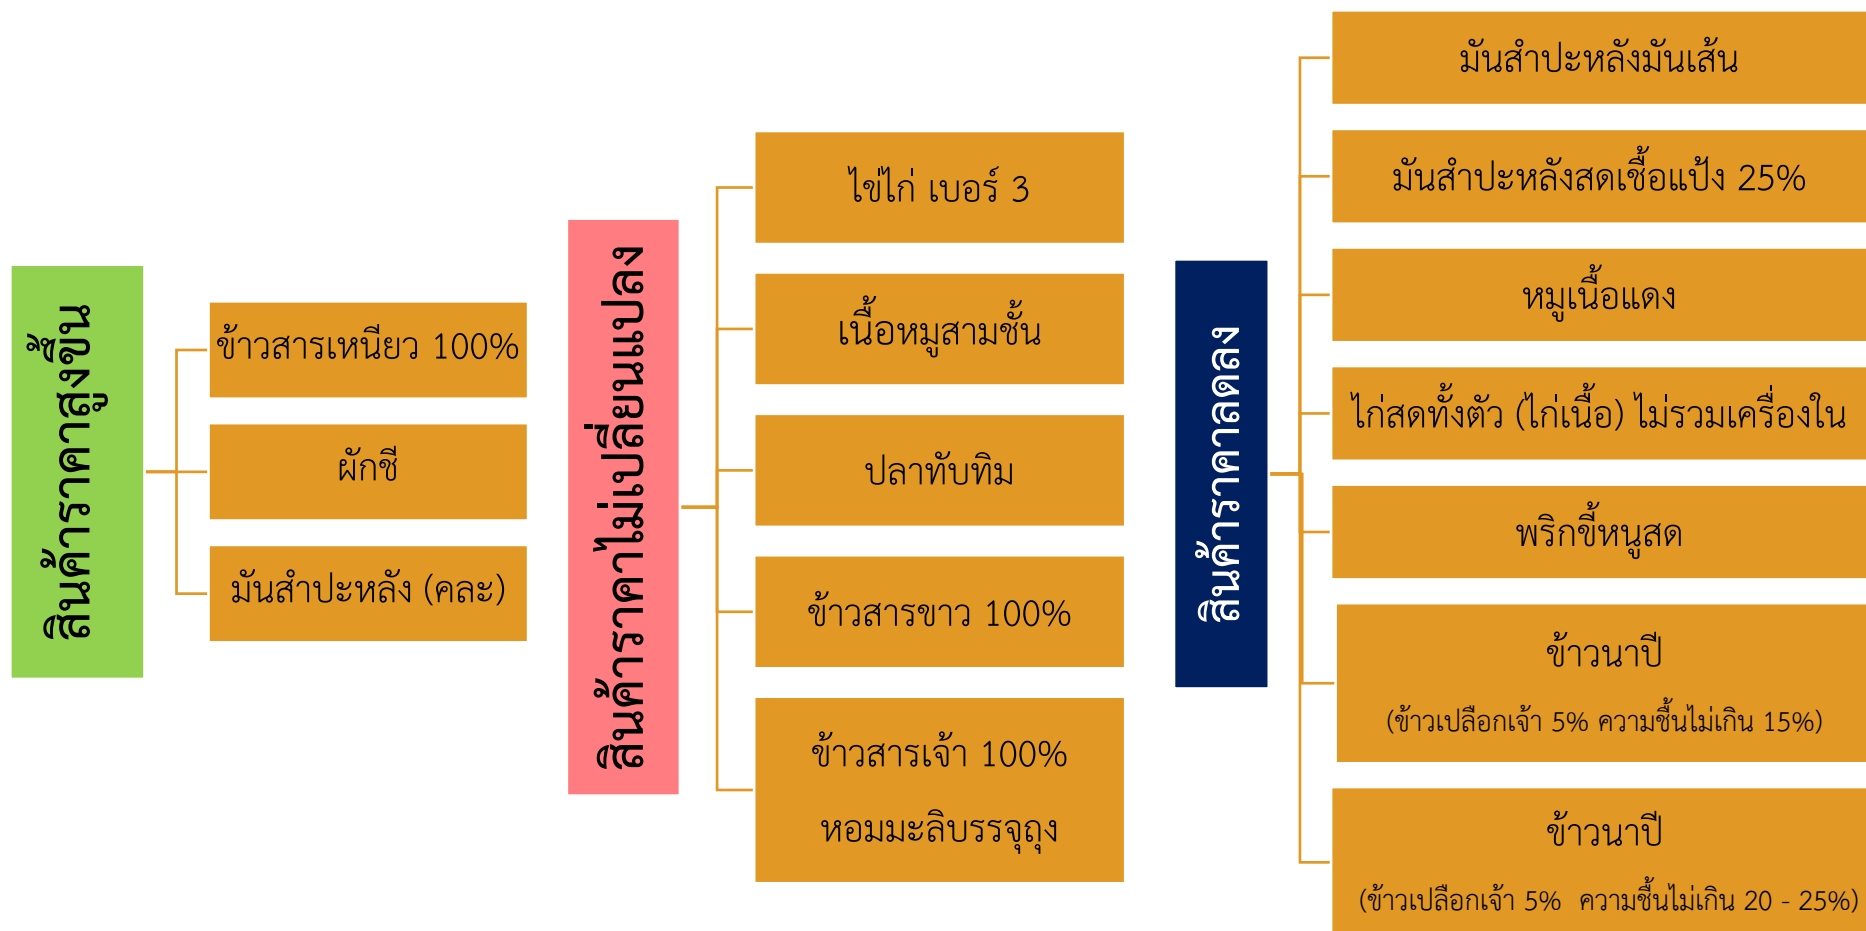 สินค้าราคาสูงขึ้น
ข้าวสารเหนียว 100%
ผักชี
มันสำปะหลัง (คละ)
สินค้าราคาไม่เปลี่ยนแปลง
ไข่ไก่ เบอร์ 3
เนื้อหมูสามชั้น
ปลาทับทิม
ข้าวสารขาว 100%
ข้าวสารเจ้า 100%
หอมมะลิบรรจุถุง
สินค้าราคาลดลง
มันสำปะหลังมันเส้น
มันสำปะหลังสดเชื้อแป้ง 25%
หมูเนื้อแดง
ไก่สดทั้งตัว (ไก่เนื้อ) ไม่รวมเครื่องใน
พริกขี้หนูสด
ข้าวนาปี
(ข้าวเปลือกเจ้า 5% ความชื้นไม่เกิน 15%)
ข้าวนาปี
(ข้าวเปลือกเจ้า 5% ความชื้นไม่เกิน 20 - 25%)